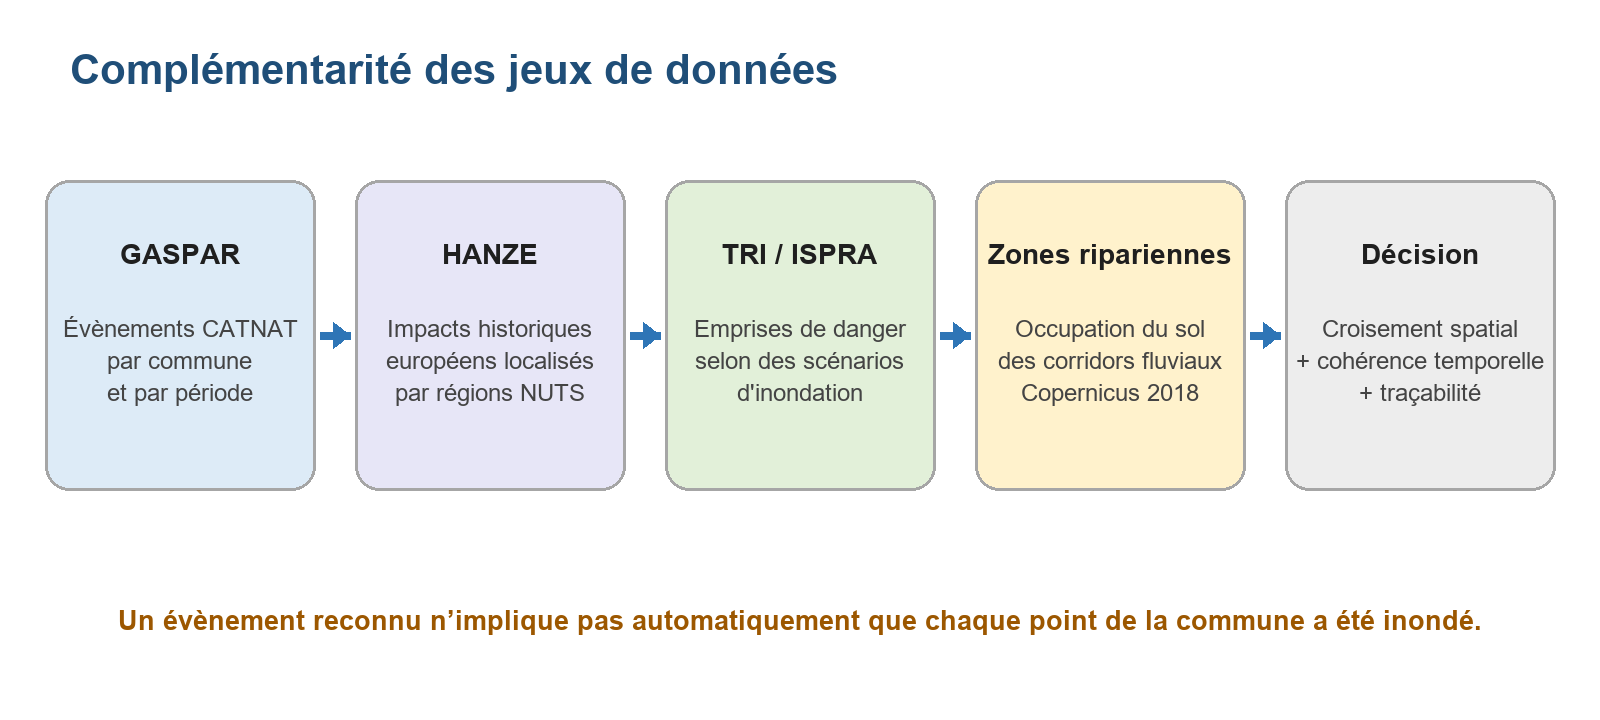 Complémentarité des jeux de données
GASPAR
Évènements CATNAT
par commune
et par période
HANZE
Impacts historiques
européens localisés
par régions NUTS
TRI / ISPRA
Emprises de danger
selon des scénarios
d'inondation
Zones ripariennes
Occupation du sol
des corridors fluviaux
Copernicus 2018
Décision
Croisement spatial
+ cohérence temporelle
+ traçabilité
Un évènement reconnu n’implique pas automatiquement que chaque point de la commune a été inondé.